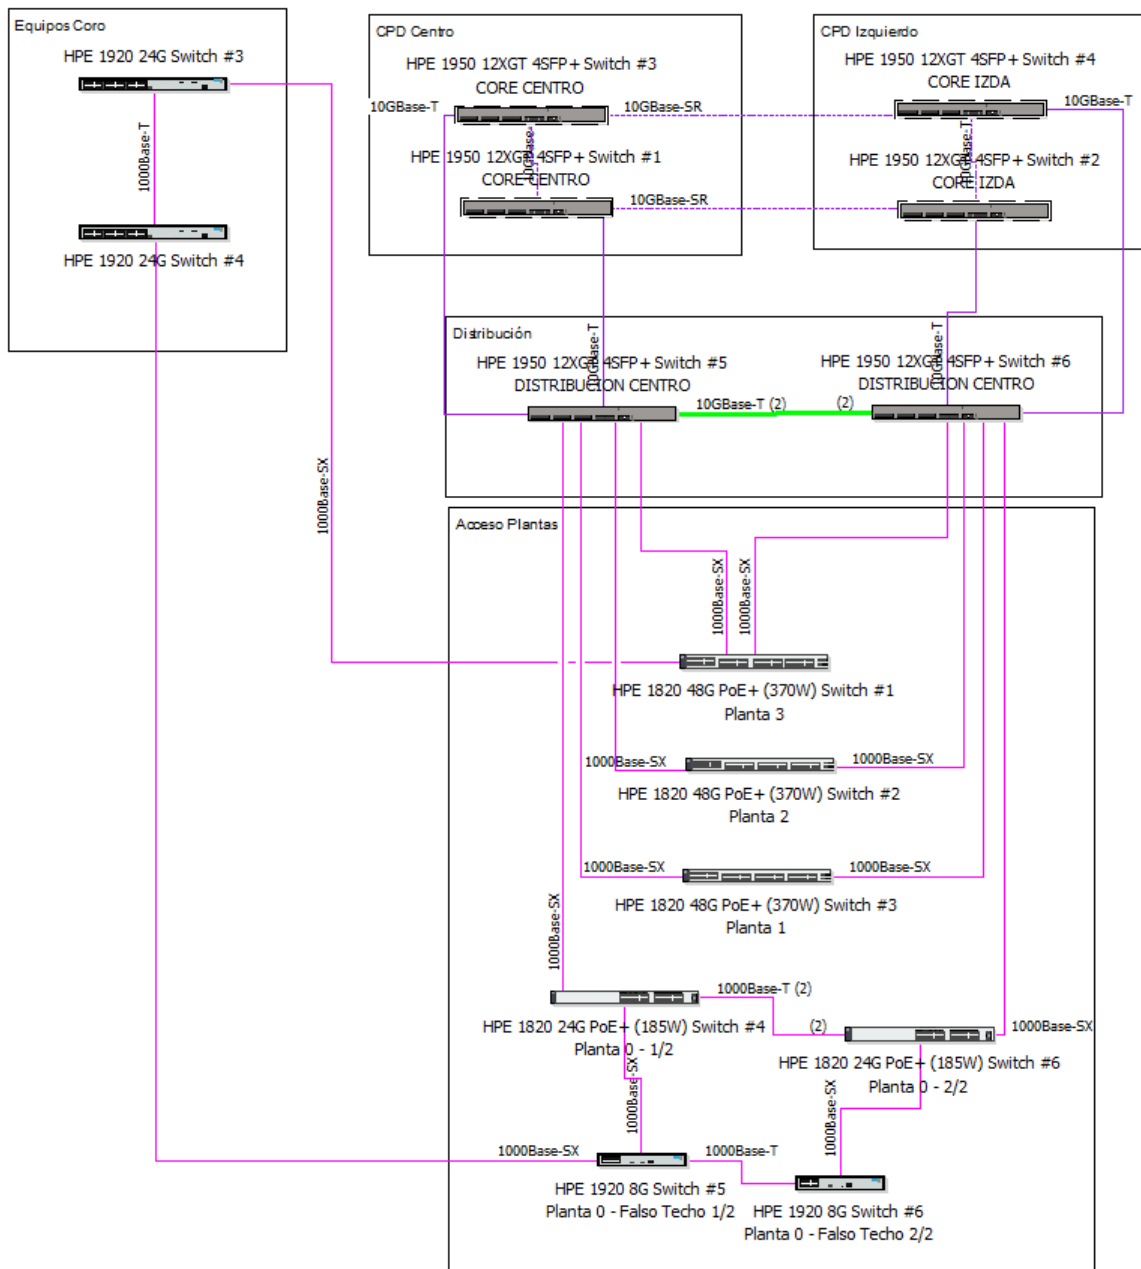 Equipos Coro
HPE 1920 24G Switch #3
1000Base-T
HPE 1920 24G Switch #4
1000Base-SX
CPD Centro
HPE 1950 12XGT 4SFP+ Switch #3
CORE CENTRO
10GBase-T
10GBase-SR
10GBase-T
HPE 1950 12XGT 4SFP+ Switch #1
CORE CENTRO
10GBase-SR
CPD Izquierdo
HPE 1950 12XGT 4SFP+ Switch #4
CORE IZDA
10GBase-T
10GBase-T
HPE 1950 12XGT 4SFP+ Switch #2
CORE IZDA
Distribución
10GBase-T
HPE 1950 12XGT 4SFP+ Switch #5
DISTRIBUCION CENTRO
10GBase-T
HPE 1950 12XGT 4SFP+ Switch #6
DISTRIBUCION CENTRO
10GBase-T (2)
(2)
Acceso Plantas
1000Base-SX
1000Base-SX
HPE 1820 48G PoE+ (370W) Switch #1
Planta 3
1000Base-SX
1000Base-SX
HPE 1820 48G PoE+ (370W) Switch #2
Planta 2
1000Base-SX
1000Base-SX
HPE 1820 48G PoE+ (370W) Switch #3
Planta 1
1000Base-SX
1000Base-T (2)
(2)
1000Base-SX
HPE 1820 24G PoE+ (185W) Switch #4
Planta 0 - 1/2
HPE 1820 24G PoE+ (185W) Switch #6
Planta 0 - 2/2
1000Base-SX
1000Base-SX
1000Base-SX
1000Base-T
HPE 1920 8G Switch #5
Planta 0 - Falso Techo 1/2
HPE 1920 8G Switch #6
Planta 0 - Falso Techo 2/2